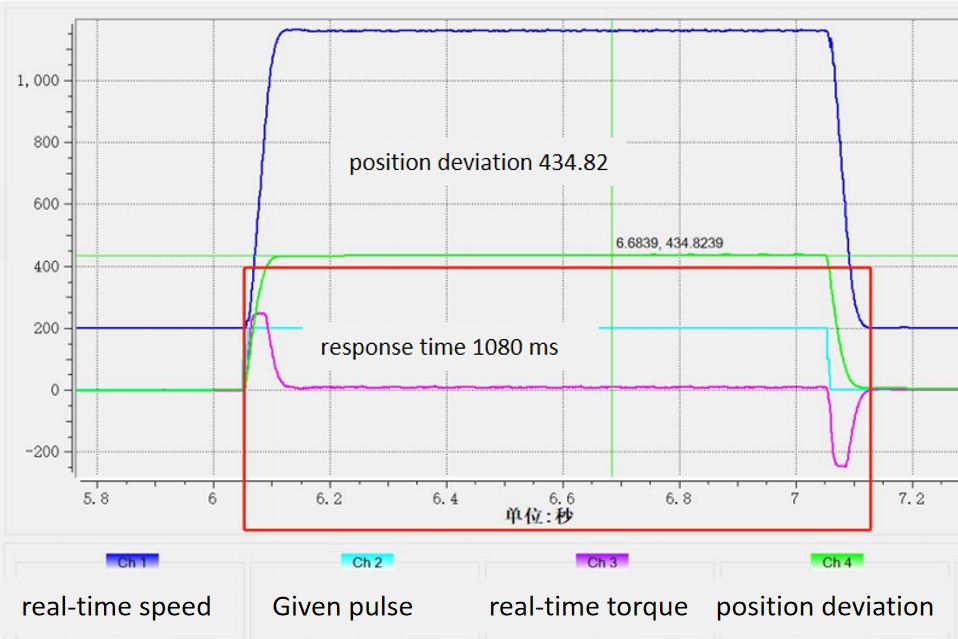 1,000
800
position deviation 434.82
600
6.6839, 434.8239
400
200
response time 1080 ms
0
-200
5.8 6 6.2 6.4 6.6 6.8 7 7.2
单位:秒
Ch 1 Ch 2 Ch 3 Ch 4
real-time speed Given pulse real-time torque position deviation